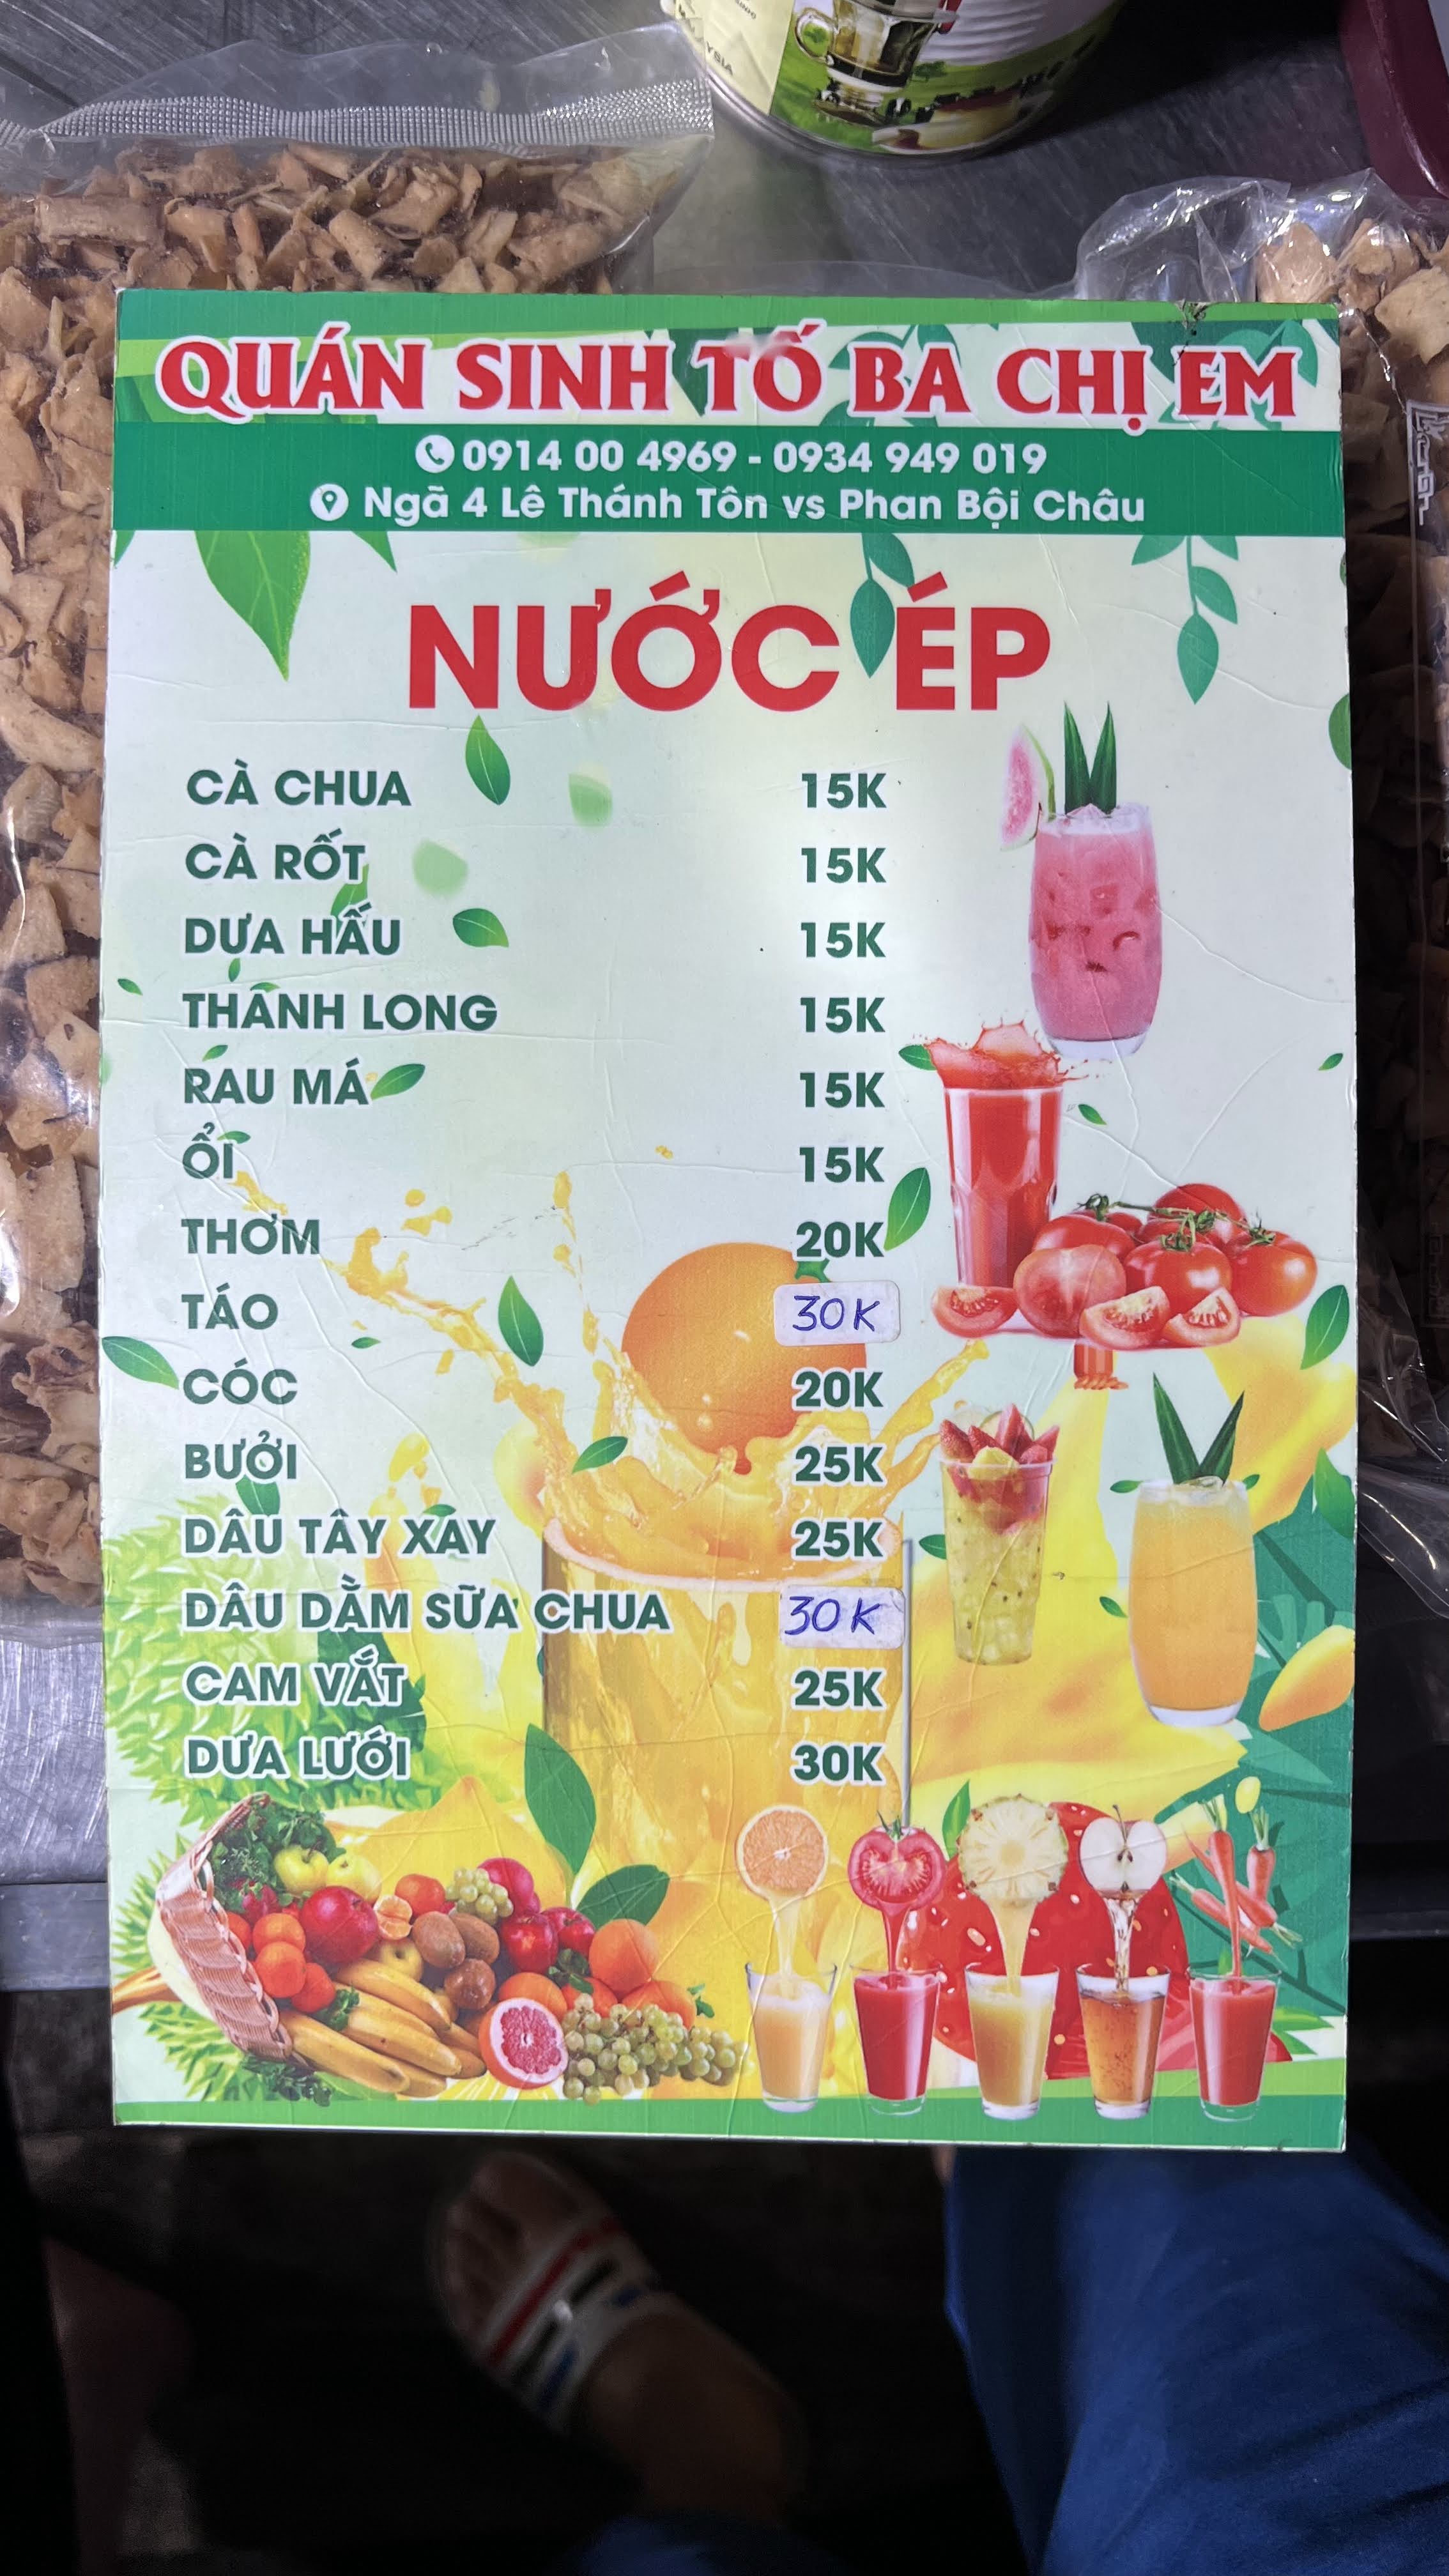 YSIA
QUÁN SINH TỐ BA CHỊ EM
0914 00 4969 - 0934 949 019
Ngã 4 Lê Thánh Tôn vs Phan Bội Châu
NƯỚC ÉP
CÀ CHUA 15K
CÀ RỐT 15K
DƯA HẤU 15K
THANH LONG 15K
RAU MÁ 15K
ỔI 15K
THƠM 20K
TÁO 30K
CÓC 20K
BƯỞI 25K
DÂU TÂY XAY 25K
DÂU DẰM SỮA CHUA 30K
CAM VẮT 25K
DƯA LƯỚI 30K